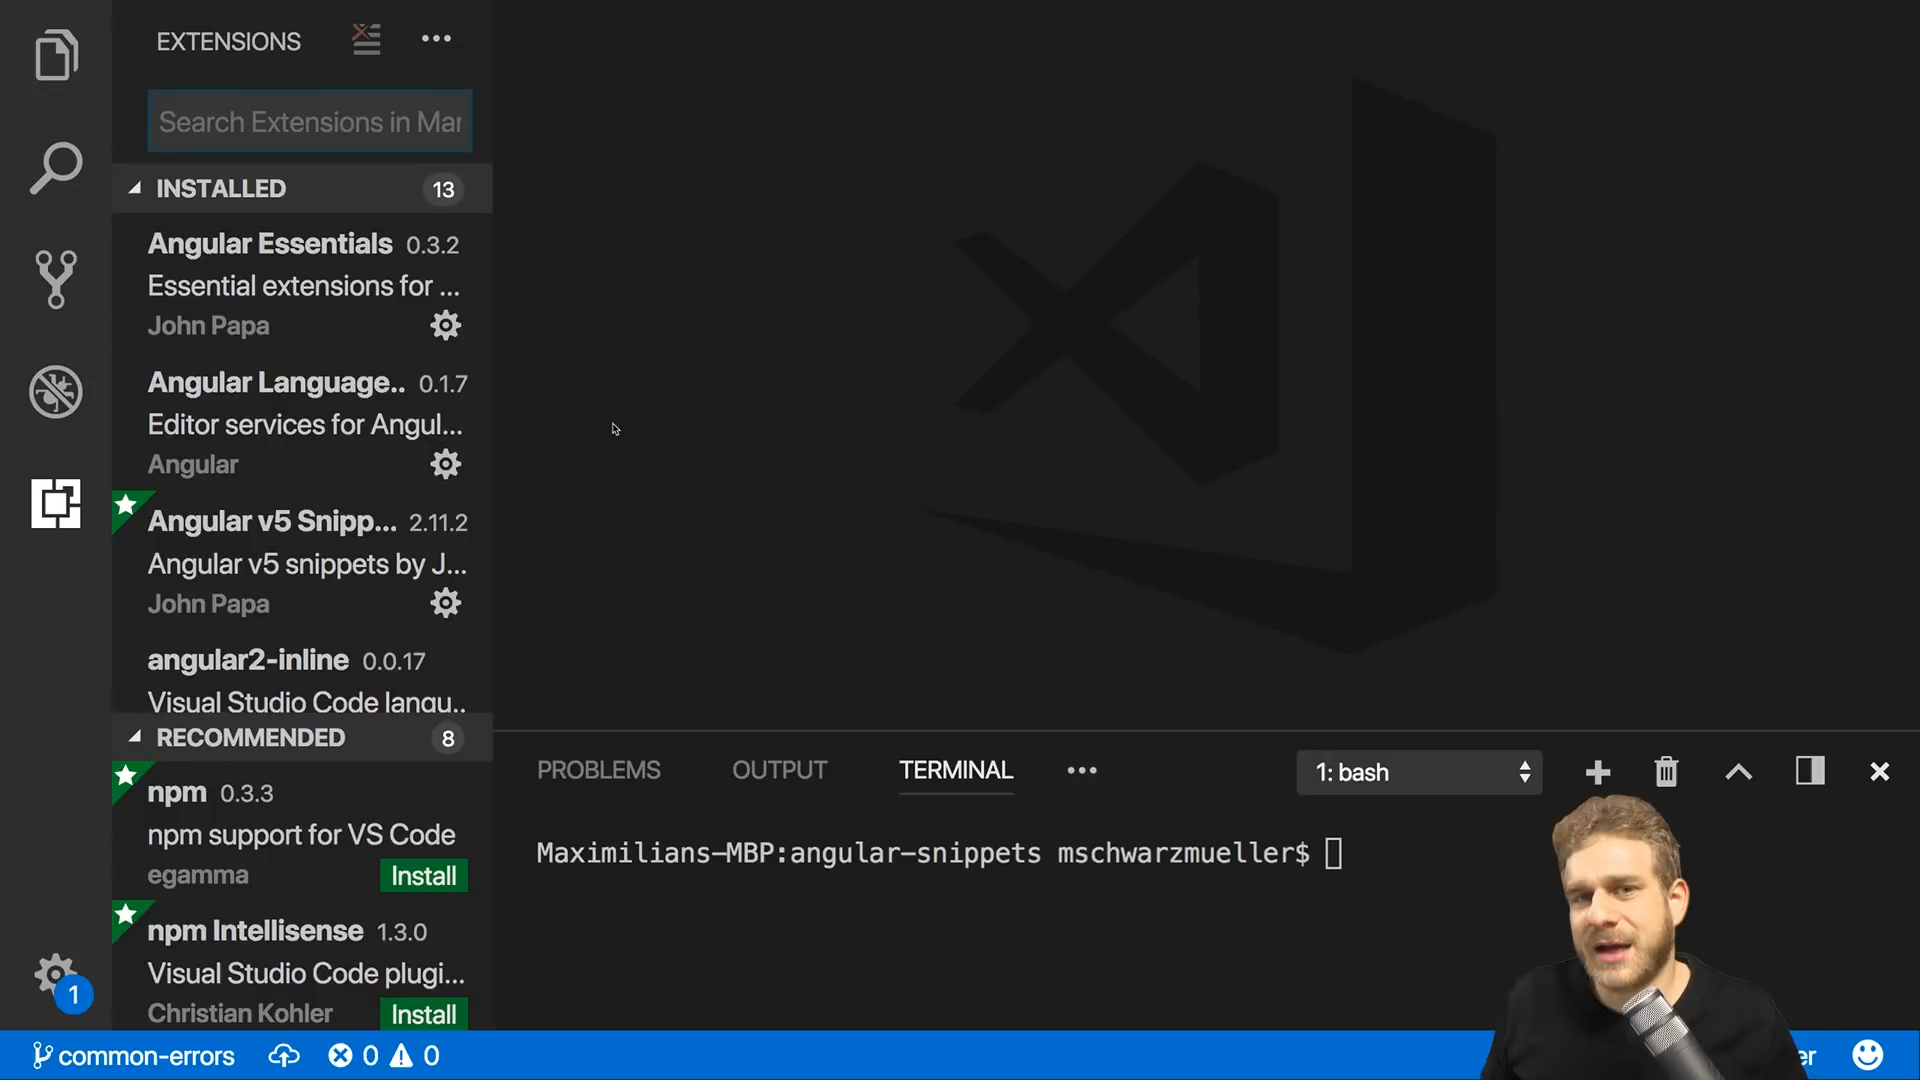 EXTENSIONS
Search Extensions in Mar
INSTALLED 13
Angular Essentials 0.3.2
Essential extensions for ...
John Papa
Angular Language.. 0.1.7
Editor services for Angul...
Angular
Angular v5 Snipp... 2.11.2
Angular v5 snippets by J...
John Papa
angular2-inline 0.0.17
Visual Studio Code langu..
RECOMMENDED 8
npm 0.3.3
npm support for VS Code
egamma
Install
npm Intellisense 1.3.0
Visual Studio Code plugi...
Christian Kohler
Install
PROBLEMS OUTPUT TERMINAL ... 1: bash
Maximilians-MBP:angular-snippets mschwarzmueller$
1
common-errors 0 0
er